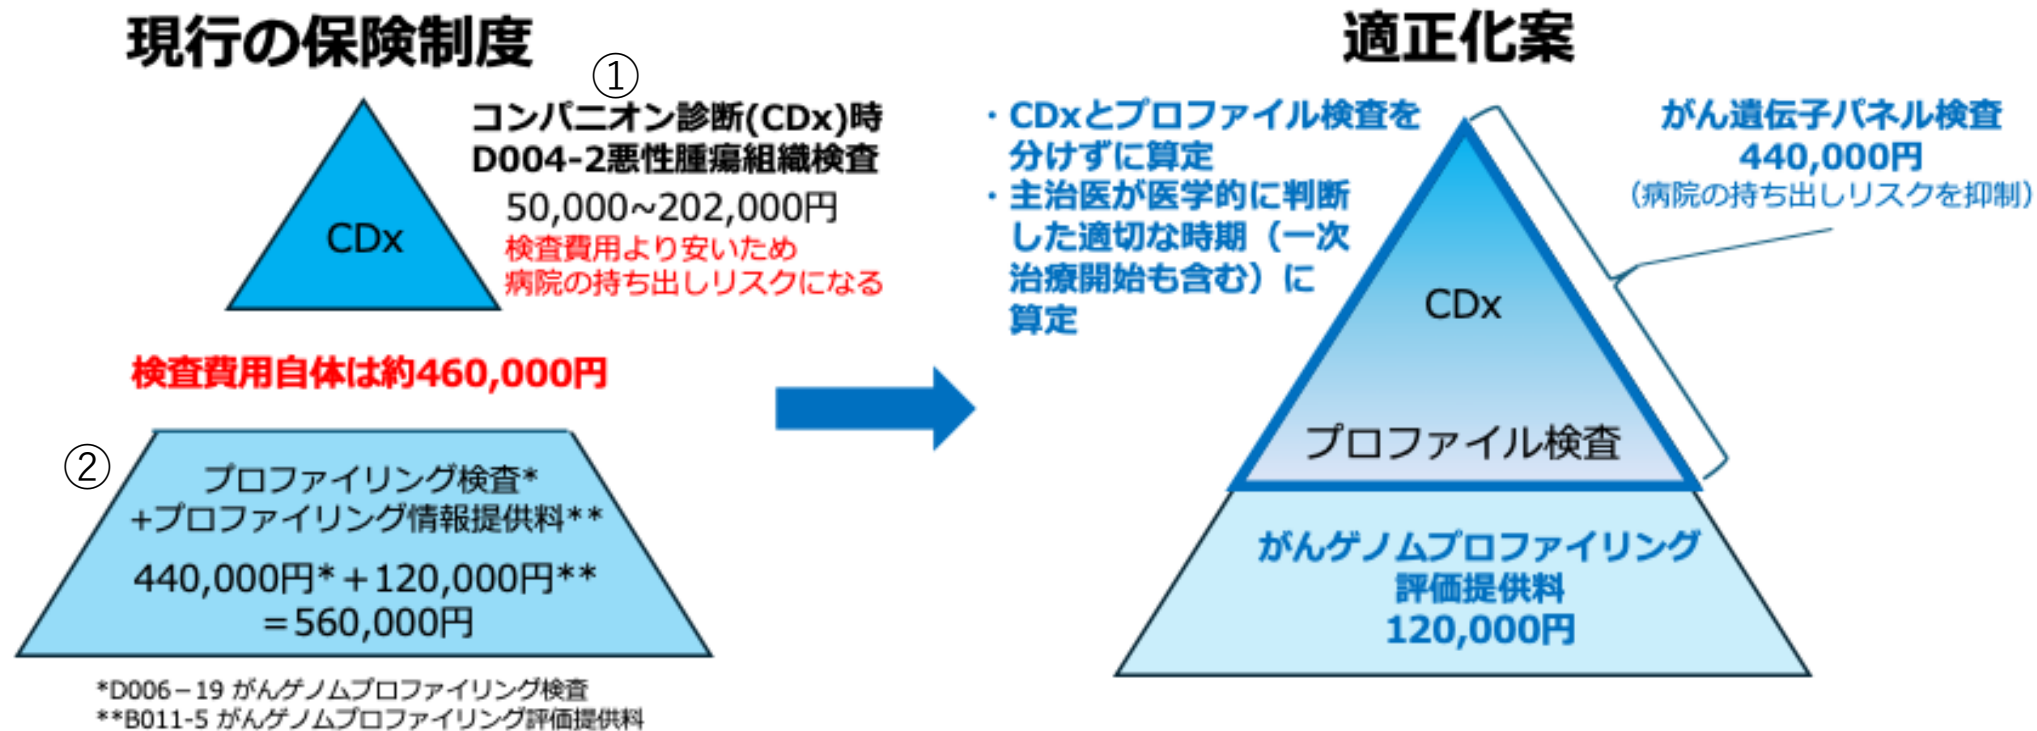 現行の保険制度
①
コンパニオン診断(CDx)時
D004-2悪性腫瘍組織検査
50,000~202,000円
検査費用より安いため
病院の持ち出しリスクになる
CDx
検査費用自体は約460,000円
②
プロファイリング検査*
+プロファイリング情報提供料**
440,000円*+120,000円**
=560,000円
*D006-19 がんゲノムプロファイリング検査
**B011-5 がんゲノムプロファイリング評価提供料
適正化案
・CDxとプロファイル検査を
分けずに算定
・主治医が医学的に判断
した適切な時期（一次
治療開始も含む）に
算定
がん遺伝子パネル検査
440,000円
（病院の持ち出しリスクを抑制）
CDx
プロファイル検査
がんゲノムプロファイリング
評価提供料
120,000円